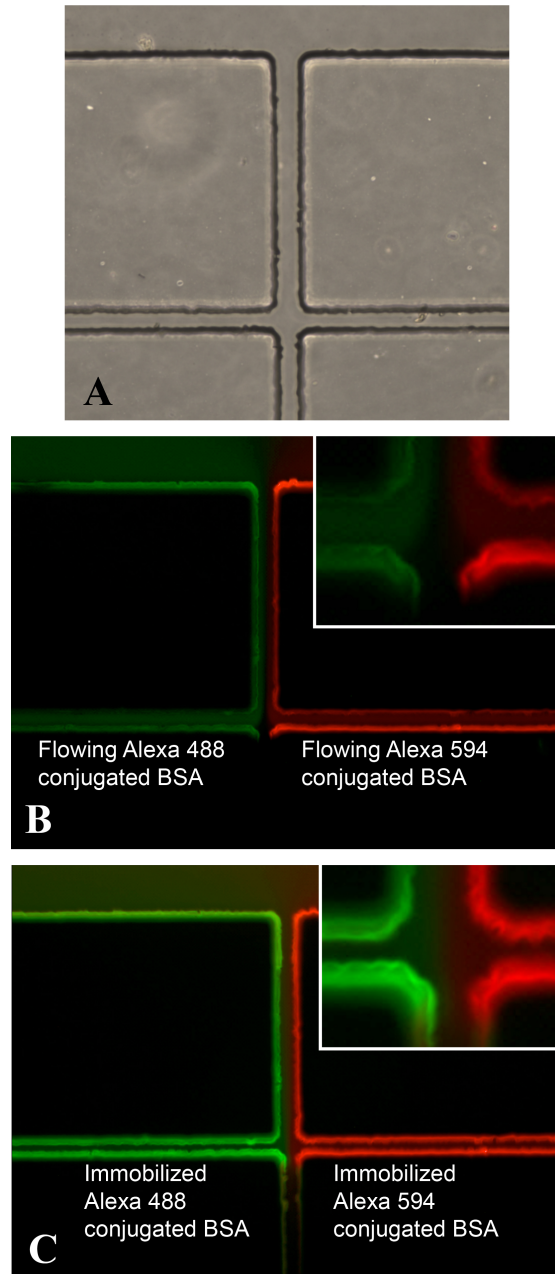 A
Flowing Alexa 488
conjugated BSA
Flowing Alexa 594
conjugated BSA
B
Immobilized
Alexa 488
conjugated BSA
Immobilized
Alexa 594
conjugated BSA
C